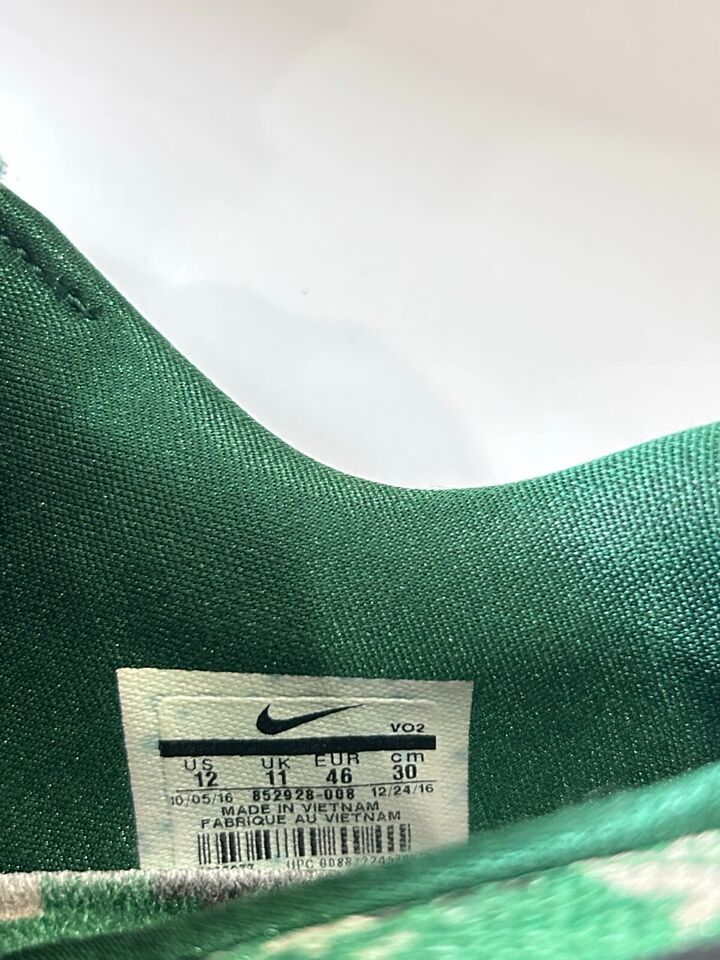 VO2
US UK EUR cm
12 11 46 30
10/05/16 852928-008 12/24/16
MADE IN VIETNAM
FABRIQUE AU VIETNAM
UPC